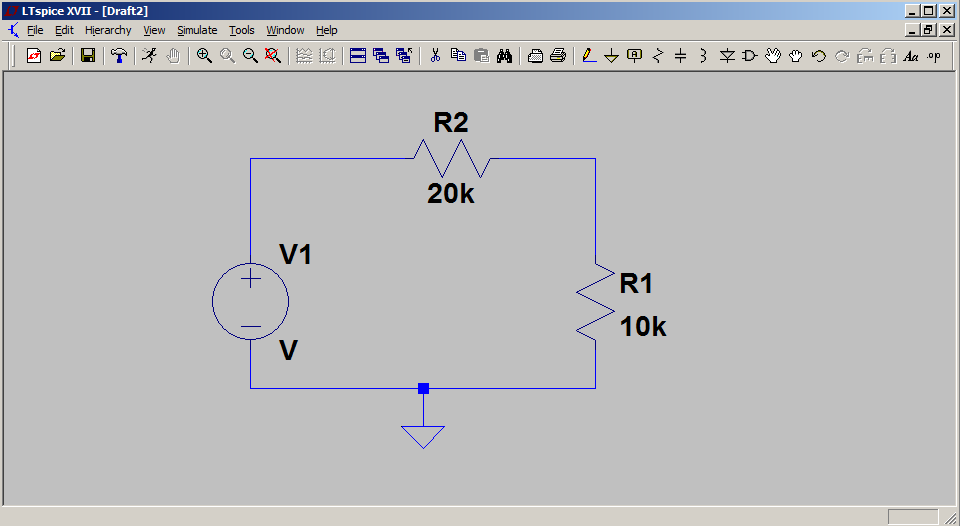 LTspice XVII - [Draft2]
File Edit Hierarchy View Simulate Tools Window Help
A Aa .op
R2
20k
V1
V
R1
10k